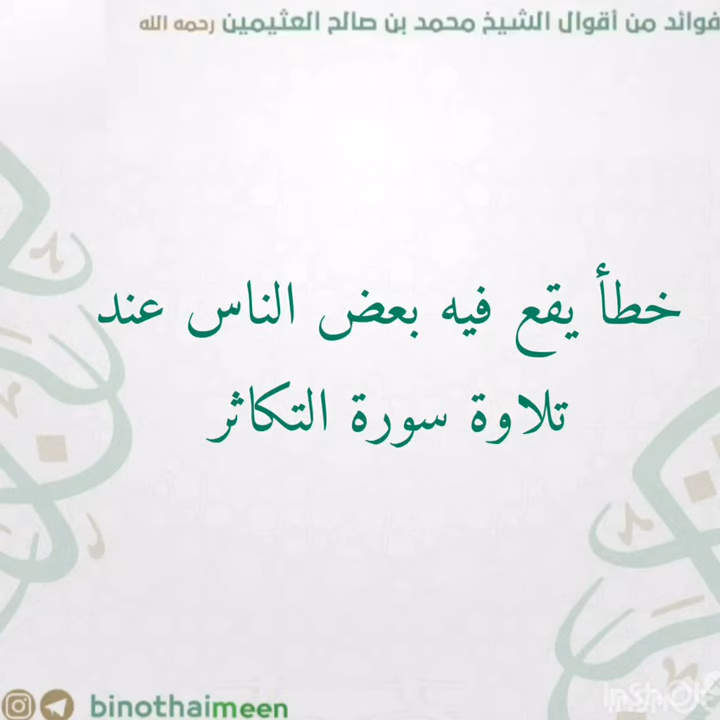 فوائد من أقوال الشيخ محمد بن صالح العثيمين رحمه الله
خطأ يقع فيه بعض الناس عند
تلاوة سورة التكاثر
binothaimeen
InShot